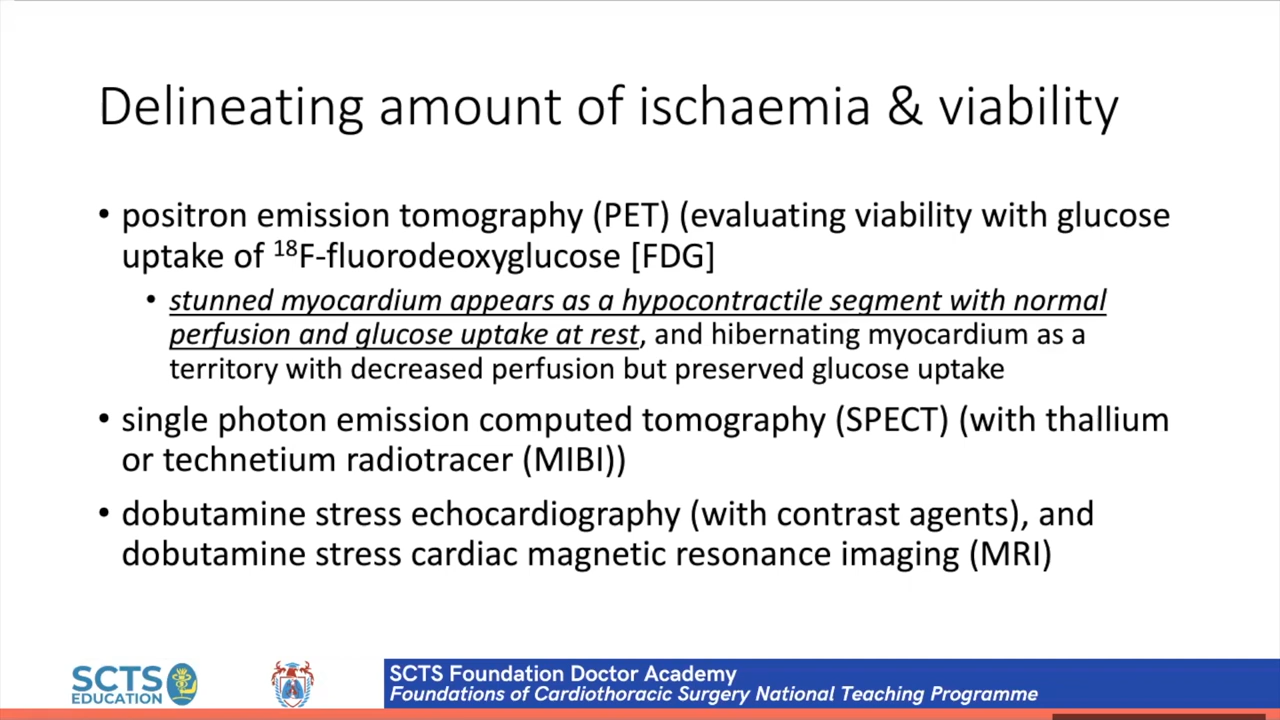 Delineating amount of ischaemia & viability
• positron emission tomography (PET) (evaluating viability with glucose
uptake of ¹⁸F-fluorodeoxyglucose [FDG]
• stunned myocardium appears as a hypocontractile segment with normal
perfusion and glucose uptake at rest, and hibernating myocardium as a
territory with decreased perfusion but preserved glucose uptake
• single photon emission computed tomography (SPECT) (with thallium
or technetium radiotracer (MIBI))
• dobutamine stress echocardiography (with contrast agents), and
dobutamine stress cardiac magnetic resonance imaging (MRI)
SCTS
EDUCATION
SCTS Foundation Doctor Academy
Foundations of Cardiothoracic Surgery National Teaching Programme